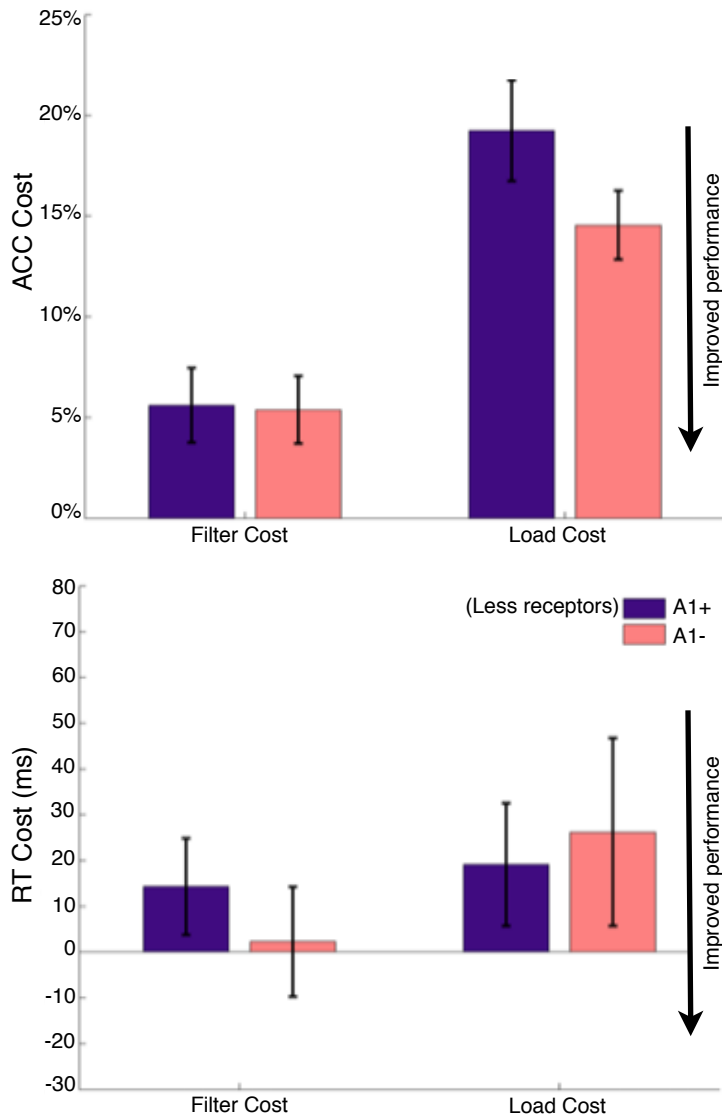 25%
20%
15%
10%
5%
0%
ACC Cost
Filter Cost
Load Cost
Improved performance
80
70
60
50
40
30
20
10
0
-10
-20
-30
RT Cost (ms)
(Less receptors) A1+
A1-
Filter Cost
Load Cost
Improved performance